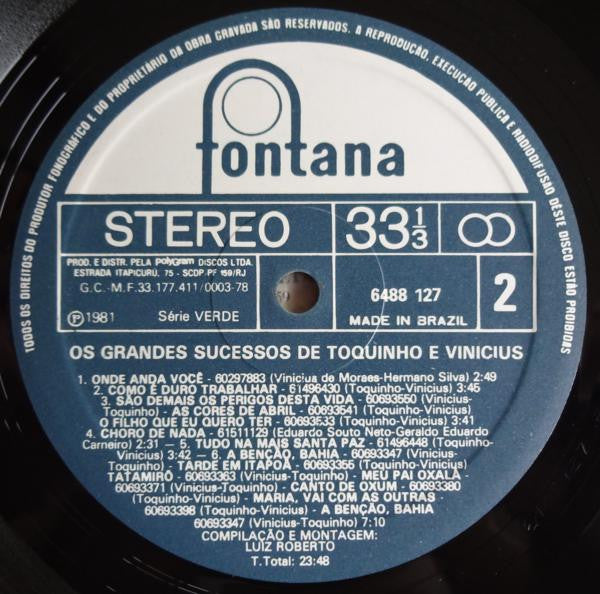 TODOS OS DIREITOS DO PRODUTOR FONOGRÁFICO E DO PROPRIETÁRIO DA OBRA GRAVADA SÃO RESERVADOS. A REPRODUÇÃO, EXECUÇÃO PÚBLICA E RADIODIFUSÃO DÊSTE DISCO ESTÃO PROIBIDAS
fontana
STEREO
33 1/3
PROD. E DISTR. PELA PolyGram DISCOS LTDA.
ESTRADA ITAPICURÚ, 75 - SCDP-PF 159/RJ
G.C.-M.F. 33.177.411/0003-78
Ⓟ 1981 Série VERDE
6488 127
MADE IN BRAZIL
2
OS GRANDES SUCESSOS DE TOQUINHO E VINICIUS
1. ONDE ANDA VOCÊ - 60297883 (Vinicius de Moraes-Hermano Silva) 2:49
2. COMO É DURO TRABALHAR - 61496430 (Toquinho-Vinicius) 3:45
3. SÃO DEMAIS OS PERIGOS DESTA VIDA - 60693550 (Vinicius-
Toquinho) - AS CORES DE ABRIL - 60693541 (Toquinho-Vinicius)
O FILHO QUE EU QUERO TER - 60693533 (Toquinho-Vinicius) 3:41
4. CHORO DE NADA - 61511129 (Eduardo Souto Neto-Geraldo Eduardo
Carneiro) 2:31 — 5. TUDO NA MAIS SANTA PAZ - 61496448 (Toquinho-
Vinicius) 3:42 — 6. A BENÇÃO, BAHIA - 60693347 (Vinicius-
Toquinho) - TARDE EM ITAPOÃ - 60693355 (Toquinho-Vinicius)
TATAMIRÔ - 60693363 (Vinicius-Toquinho) - MEU PAI OXALÁ -
60693371 (Vinicius-Toquinho) - CANTO DE OXUM - 60693380
(Toquinho-Vinicius) - MARIA, VAI COM AS OUTRAS -
60693398 (Toquinho-Vinicius) - A BENÇÃO, BAHIA
60693347 (Vinicius-Toquinho) 7:10
COMPILAÇÃO E MONTAGEM:
LUIZ ROBERTO
T. Total: 23:48